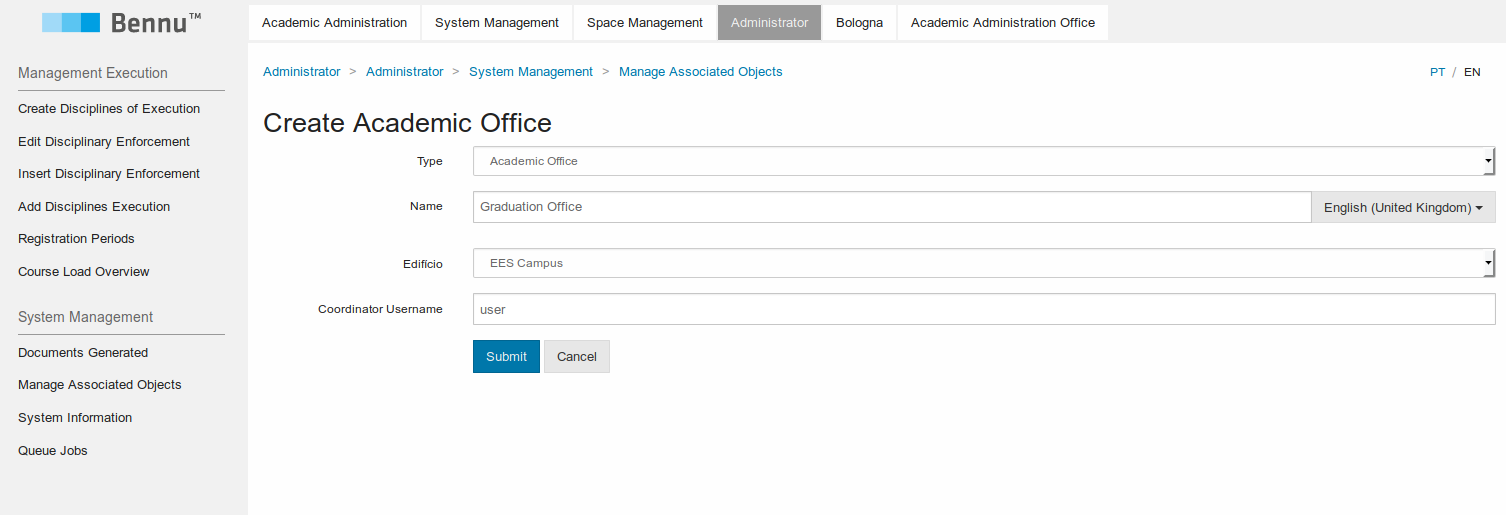 Bennu™
Academic Administration System Management Space Management Administrator Bologna Academic Administration Office
Management Execution
Create Disciplines of Execution
Edit Disciplinary Enforcement
Insert Disciplinary Enforcement
Add Disciplines Execution
Registration Periods
Course Load Overview
System Management
Documents Generated
Manage Associated Objects
System Information
Queue Jobs
Administrator > Administrator > System Management > Manage Associated Objects
PT / EN
Create Academic Office
Type Academic Office
Name Graduation Office English (United Kingdom)
Edifício EES Campus
Coordinator Username user
Submit Cancel